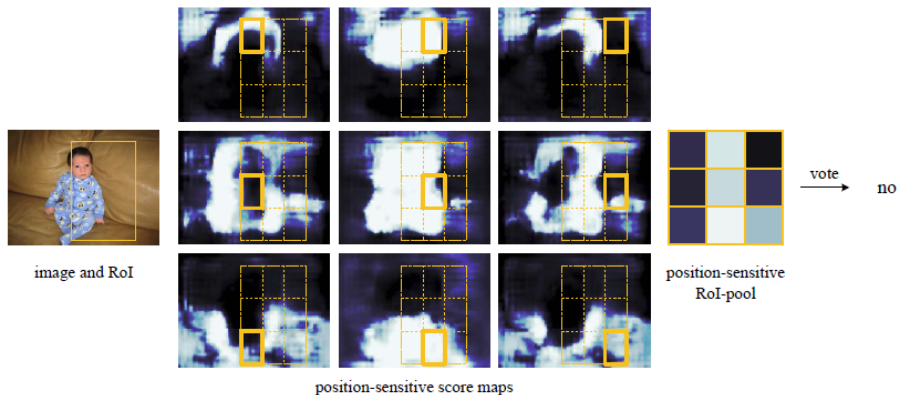 vote
no
image and RoI
position-sensitive
RoI-pool
position-sensitive score maps